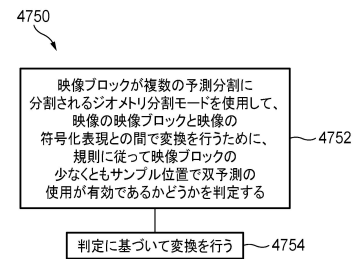 4750
映像ブロックが複数の予測分割に
分割されるジオメトリ分割モードを使用して、
映像の映像ブロックと映像の
符号化表現との間で変換を行うために、
規則に従って映像ブロックの
少なくともサンプル位置で双予測の
使用が有効であるかどうかを判定する
4752
判定に基づいて変換を行う
4754